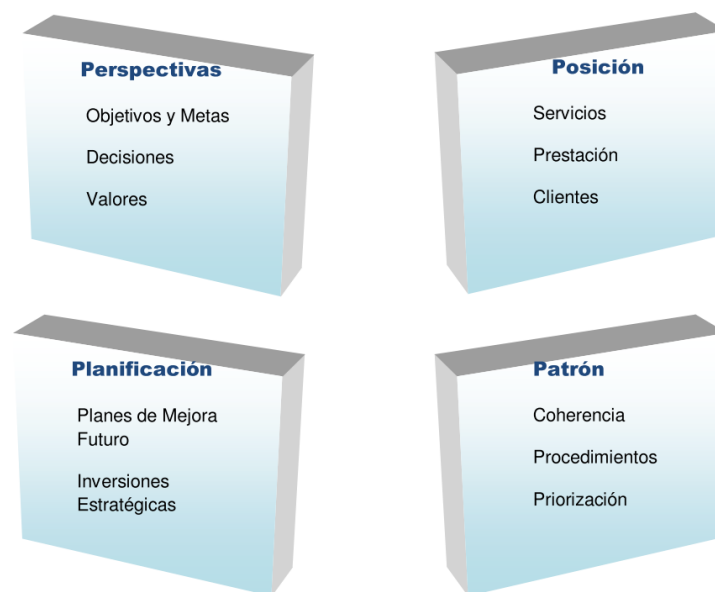 Perspectivas
Objetivos y Metas
Decisiones
Valores
Posición
Servicios
Prestación
Clientes
Planificación
Planes de Mejora
Futuro
Inversiones
Estratégicas
Patrón
Coherencia
Procedimientos
Priorización